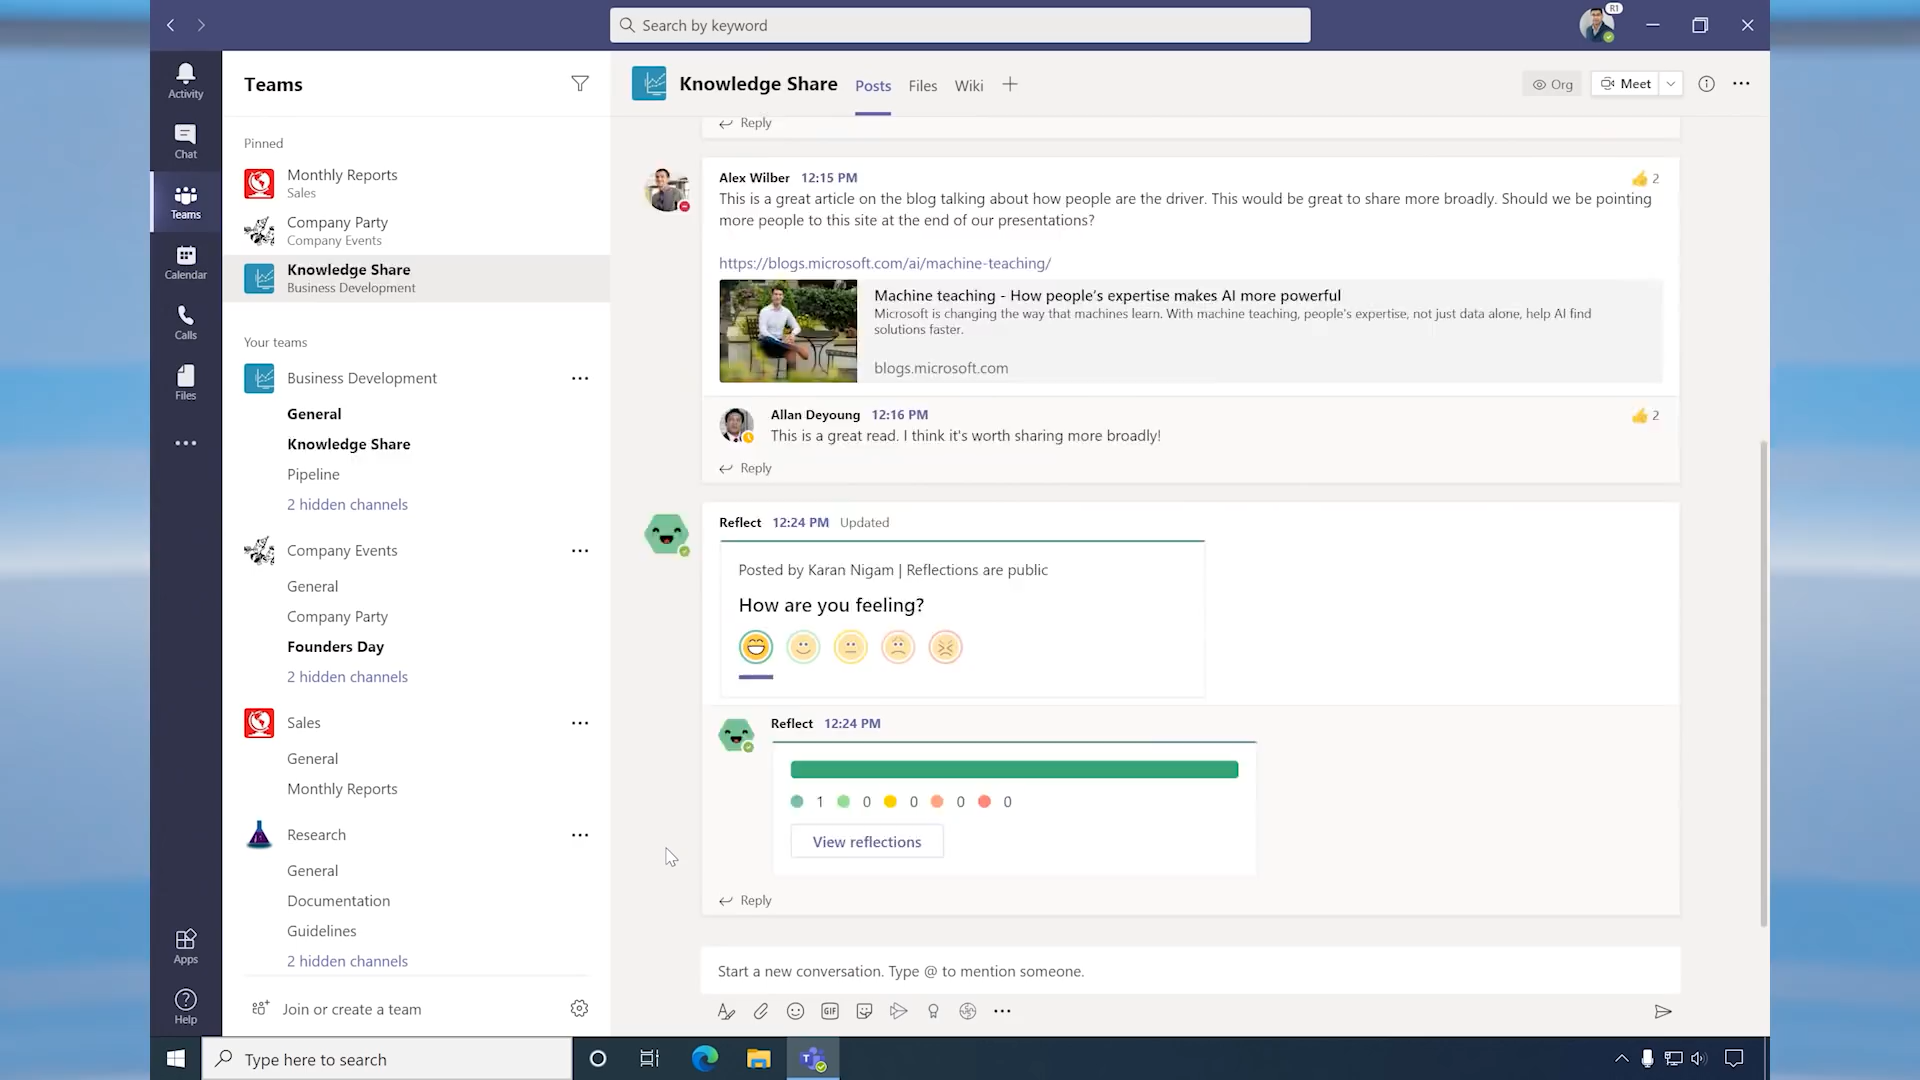 Search by keyword
R1
Activity
Chat
Teams
Calendar
Calls
Files
Apps
Help
Teams
Pinned
Monthly Reports
Sales
Company Party
Company Events
Knowledge Share
Business Development
Your teams
Business Development
General
Knowledge Share
Pipeline
2 hidden channels
Company Events
General
Company Party
Founders Day
2 hidden channels
Sales
General
Monthly Reports
Research
General
Documentation
Guidelines
2 hidden channels
Join or create a team
Knowledge Share Posts Files Wiki
Org Meet
Reply
Alex Wilber 12:15 PM
2
This is a great article on the blog talking about how people are the driver. This would be great to share more broadly. Should we be pointing
more people to this site at the end of our presentations?
https://blogs.microsoft.com/ai/machine-teaching/
Machine teaching - How people's expertise makes AI more powerful
Microsoft is changing the way that machines learn. With machine teaching, people's expertise, not just data alone, help AI find
solutions faster.
blogs.microsoft.com
Allan Deyoung 12:16 PM
2
This is a great read. I think it's worth sharing more broadly!
Reply
Reflect 12:24 PM Updated
Posted by Karan Nigam | Reflections are public
How are you feeling?
Reflect 12:24 PM
1 0 0 0 0
View reflections
Reply
Start a new conversation. Type @ to mention someone.
GIF
Type here to search
T